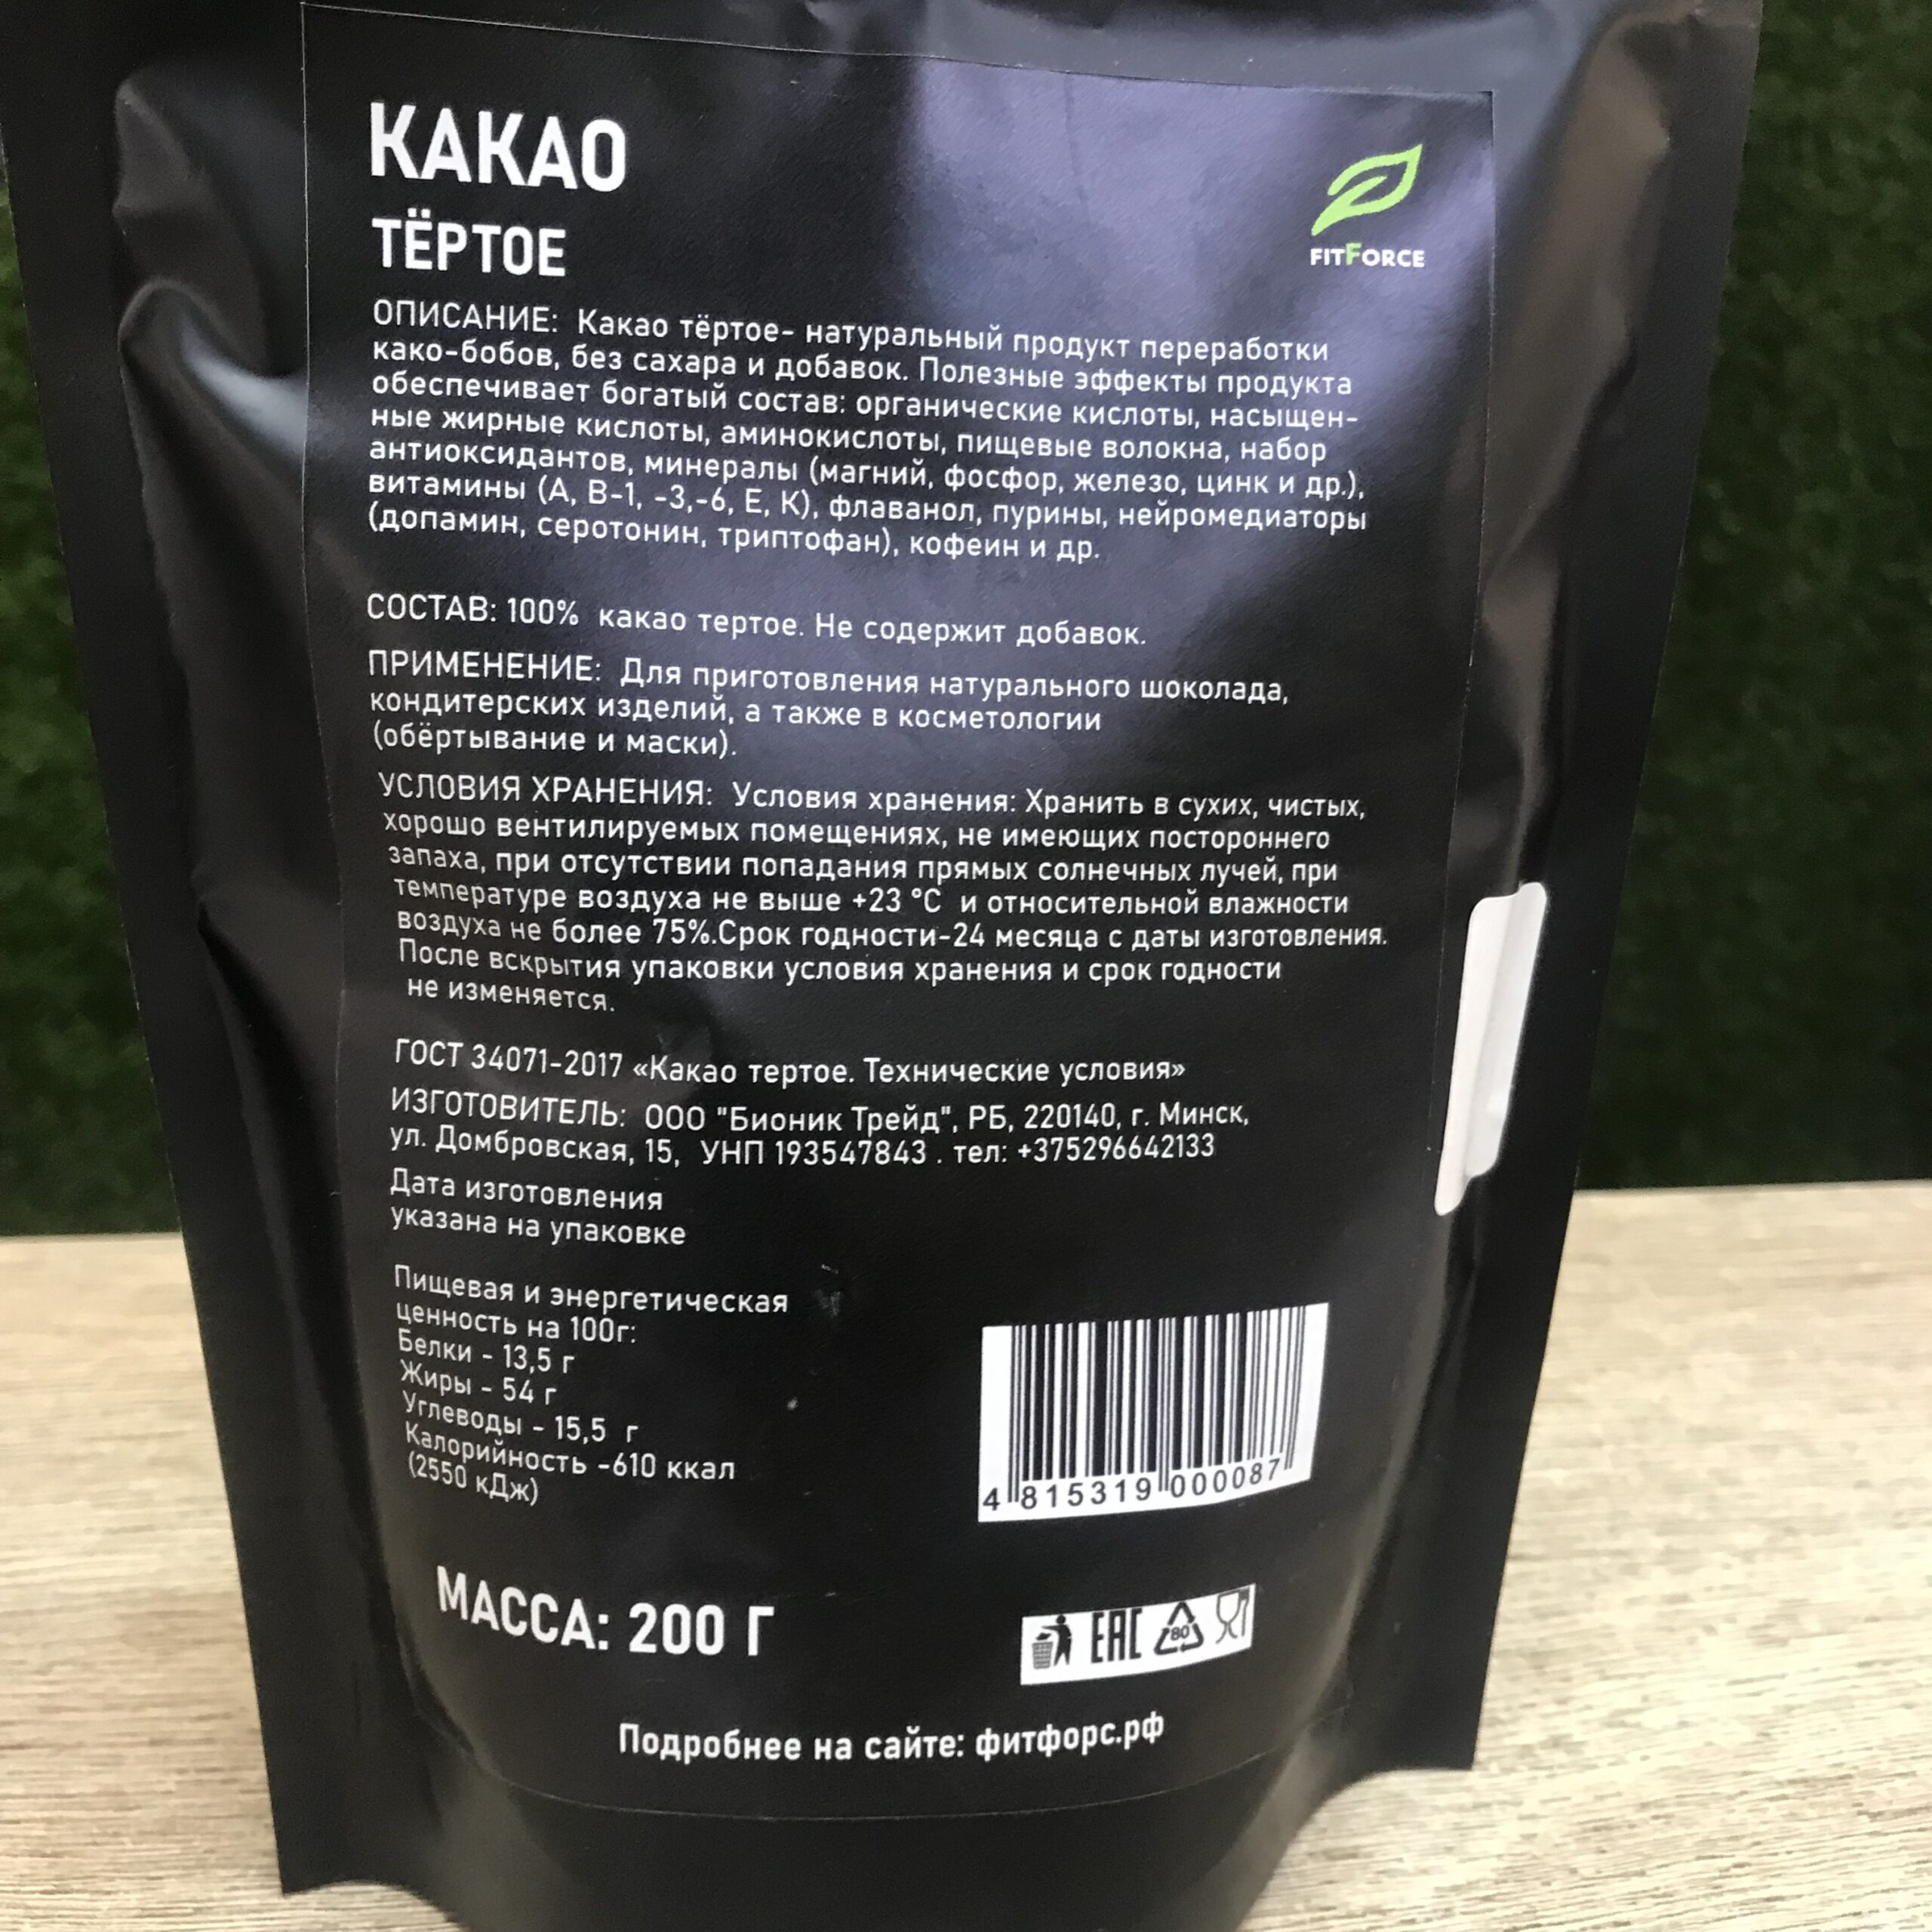 КАКАО
ТЁРТОЕ
FITFORCE
ОПИСАНИЕ: Какао тёртое- натуральный продукт переработки
како-бобов, без сахара и добавок. Полезные эффекты продукта
обеспечивает богатый состав: органические кислоты, насыщен-
ные жирные кислоты, аминокислоты, пищевые волокна, набор
антиоксидантов, минералы (магний, фосфор, железо, цинк и др.),
витамины (А, В-1, -3,-6, Е, К), флаванол, пурины, нейромедиаторы
(допамин, серотонин, триптофан), кофеин и др.
СОСТАВ: 100% какао тертое. Не содержит добавок.
ПРИМЕНЕНИЕ: Для приготовления натурального шоколада,
кондитерских изделий, а также в косметологии
(обёртывание и маски).
УСЛОВИЯ ХРАНЕНИЯ: Условия хранения: Хранить в сухих, чистых,
хорошо вентилируемых помещениях, не имеющих постороннего
запаха, при отсутствии попадания прямых солнечных лучей, при
температуре воздуха не выше +23 °С и относительной влажности
воздуха не более 75%.Срок годности-24 месяца с даты изготовления.
После вскрытия упаковки условия хранения и срок годности
не изменяется.
ГОСТ 34071-2017 «Какао тертое. Технические условия»
ИЗГОТОВИТЕЛЬ: ООО "Бионик Трейд", РБ, 220140, г. Минск,
ул. Домбровская, 15, УНП 193547843 . тел: +375296642133
Дата изготовления
указана на упаковке
Пищевая и энергетическая
ценность на 100г:
Белки - 13,5 г
Жиры - 54 г
Углеводы - 15,5 г
Калорийность -610 ккал
(2550 кДж)
4 815319 000087
МАССА: 200 Г
EAC 80
Подробнее на сайте: фитфорс.рф